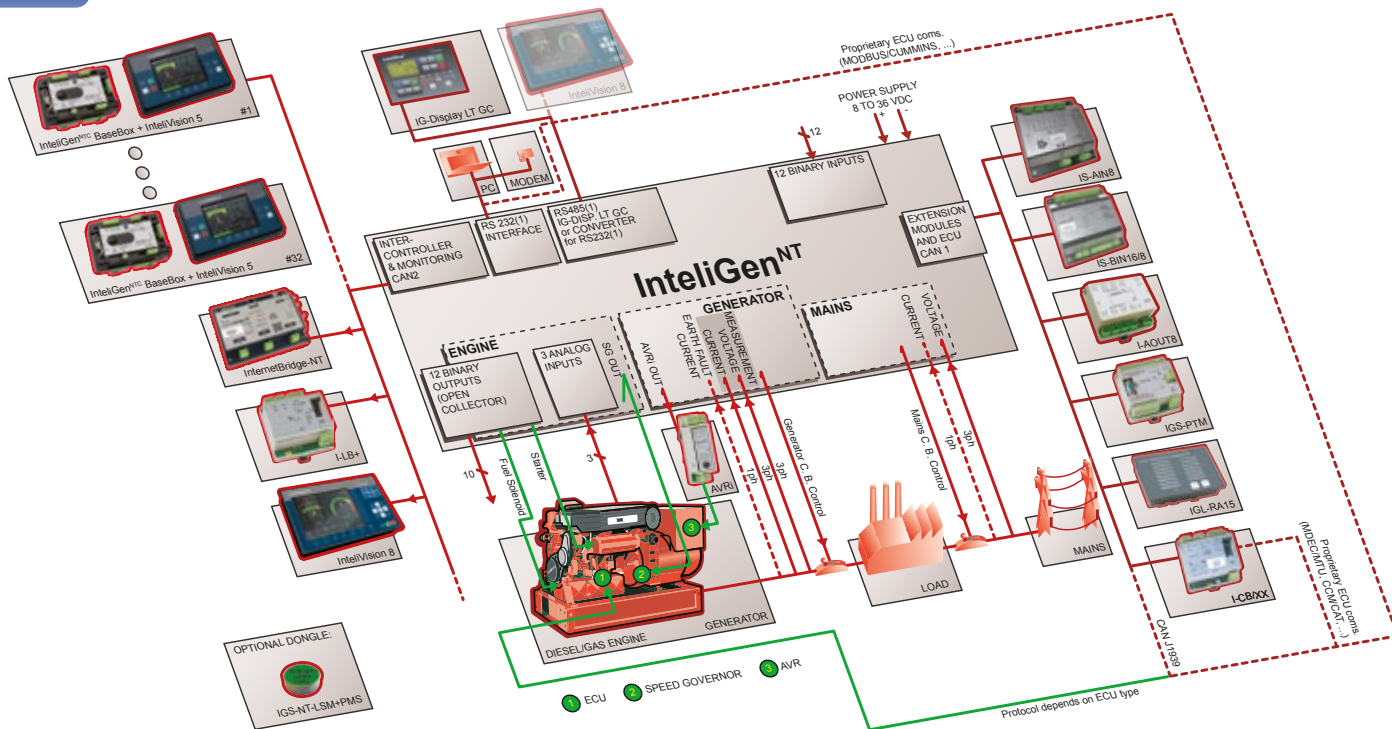 InteliGenNTC BaseBox + InteliVision 5
#1
InteliGenNTC BaseBox + InteliVision 5
#32
InternetBridge-NT
I-LB+
InteliVision 8
OPTIONAL DONGLE:
IGS-NT-LSM+PMS
IG-Display LT GC
InteliVision 8
PC
MODEM
Proprietary ECU coms.
(MODBUS/CUMMINS, ...)
POWER SUPPLY
8 TO 36 VDC
+
-
12
12 BINARY INPUTS
INTER-
CONTROLLER
& MONITORING
CAN2
RS 232(1)
INTERFACE
RS485(1)
IG-DISP. LT GC
or CONVERTER
for RS232(1)
EXTENSION
MODULES
AND ECU
CAN 1
InteliGenNT
ENGINE
12 BINARY
OUTPUTS
(OPEN
COLLECTOR)
3 ANALOG
INPUTS
SG OUT
GENERATOR
AVRi OUT
EARTH FAULT
CURRENT
MEASUREMENT
VOLTAGE
CURRENT
MAINS
CURRENT
VOLTAGE
10
Fuel Solenoid
Starter
3
AVRi
1ph
3ph
3ph
Generator C. B. Control
Mains C. B. Control
1ph
3ph
1
2
3
DIESEL/GAS ENGINE
GENERATOR
LOAD
MAINS
1 ECU
2 SPEED GOVERNOR
3 AVR
IS-AIN8
IS-BIN16/8
I-AOUT8
IGS-PTM
IGL-RA15
I-CB/XX
CAN J1939
Proprietary ECU coms.
(MDEC/MTU, CCM/CAT, ...)
Protocol depends on ECU type